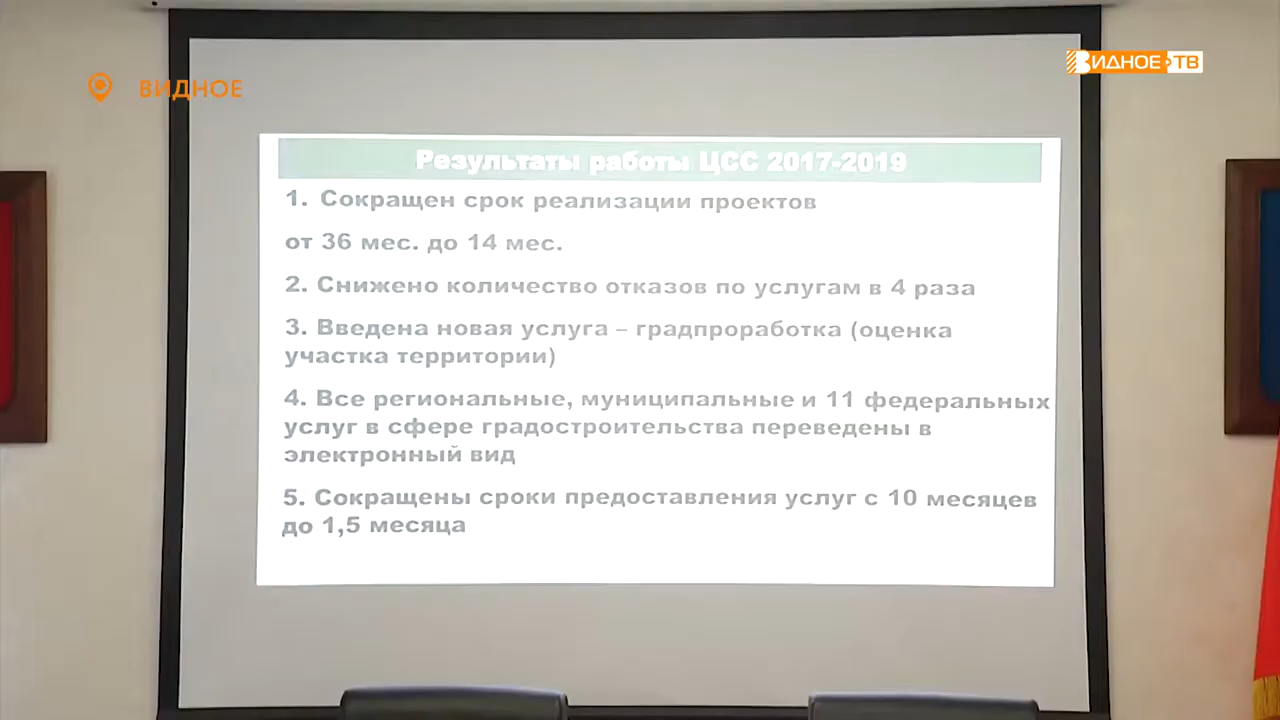 ВИДНОЕ
ВИДНОЕ ТВ
Результаты работы ЦСС 2017-2019
1. Сокращен срок реализации проектов
от 36 мес. до 14 мес.
2. Снижено количество отказов по услугам в 4 раза
3. Введена новая услуга – градпроработка (оценка
участка территории)
4. Все региональные, муниципальные и 11 федеральных
услуг в сфере градостроительства переведены в
электронный вид
5. Сокращены сроки предоставления услуг с 10 месяцев
до 1,5 месяца